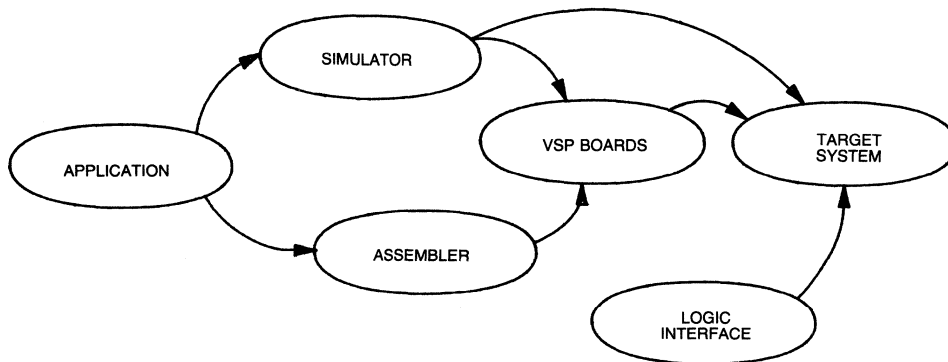 SIMULATOR
APPLICATION
VSP BOARDS
TARGET
SYSTEM
ASSEMBLER
LOGIC
INTERFACE